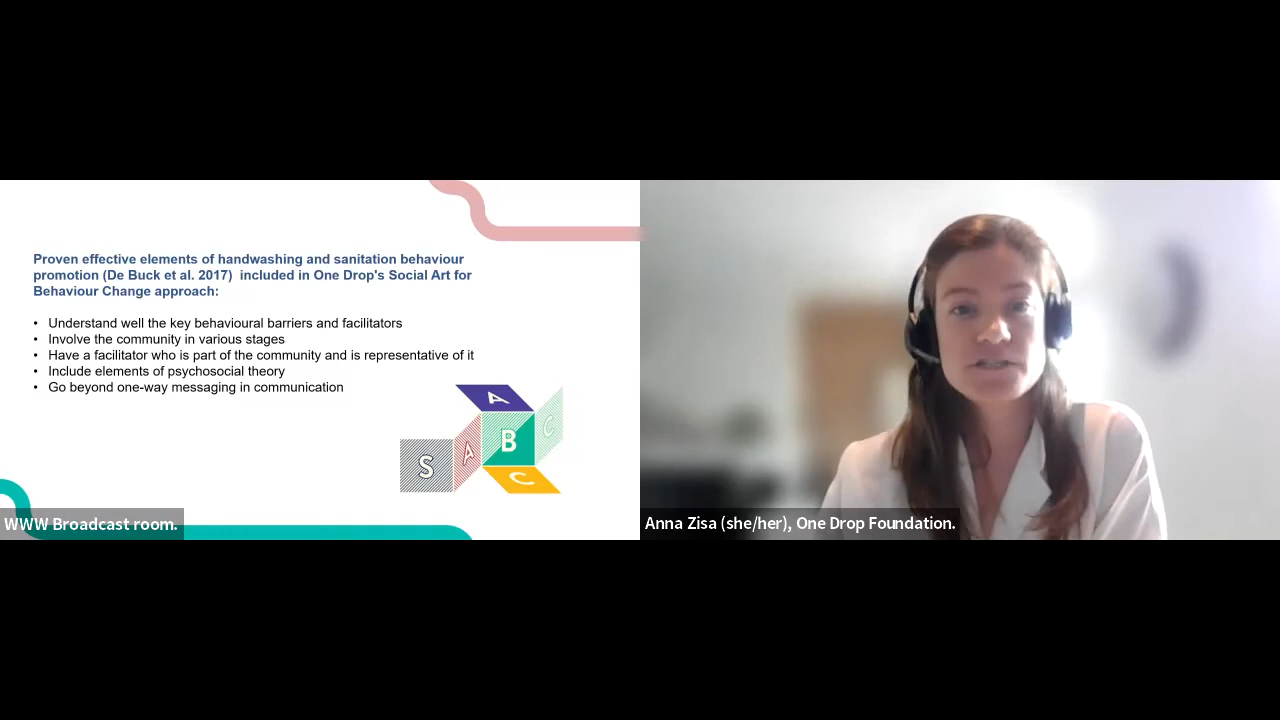 Proven effective elements of handwashing and sanitation behaviour
promotion (De Buck et al. 2017) included in One Drop's Social Art for
Behaviour Change approach:
• Understand well the key behavioural barriers and facilitators
• Involve the community in various stages
• Have a facilitator who is part of the community and is representative of it
• Include elements of psychosocial theory
• Go beyond one-way messaging in communication
A
S A B C
C
WWW Broadcast room.
Anna Zisa (she/her), One Drop Foundation.